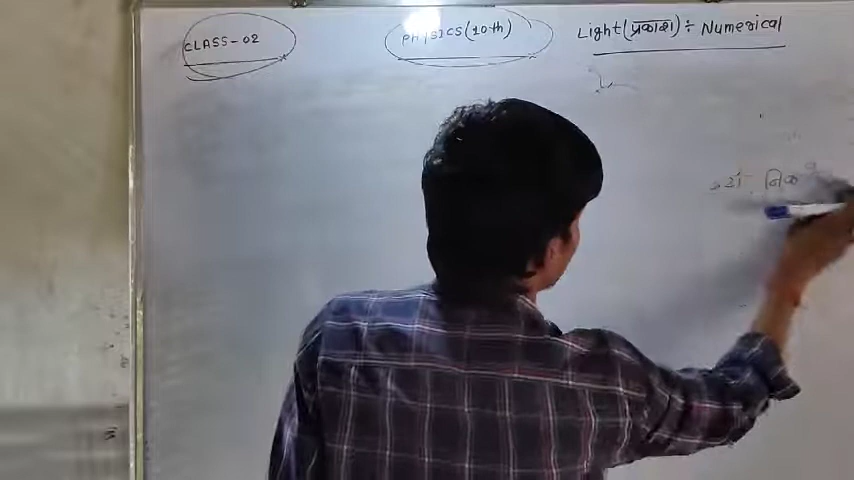 CLASS-02 PHYSICS(10th) Light(प्रकाश)÷ Numerical